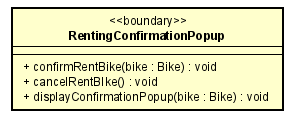 <<boundary>>
RentingConfirmationPopup
+ confirmRentBike(bike : Bike) : void
+ cancelRentBIke() : void
+ displayConfirmationPopup(bike : Bike) : void